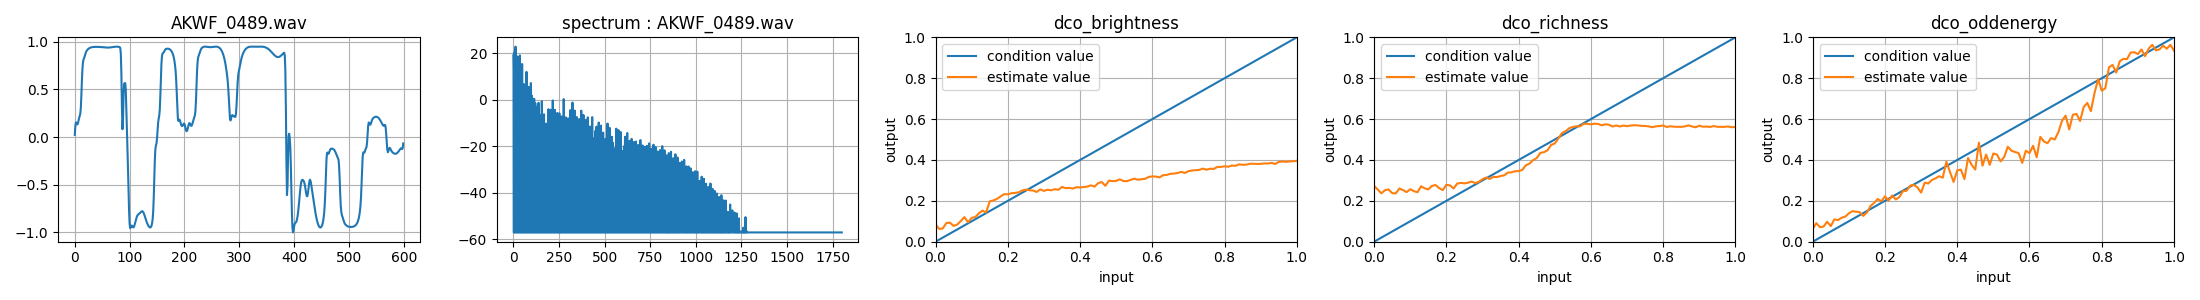 AKWF_0489.wav
1.0
0.5
0.0
−0.5
−1.0
0 100 200 300 400 500 600
spectrum : AKWF_0489.wav
20
0
−20
−40
−60
0 250 500 750 1000 1250 1500 1750
dco_brightness
condition value
estimate value
output
1.0
0.8
0.6
0.4
0.2
0.0
0.0 0.2 0.4 0.6 0.8 1.0
input
dco_richness
condition value
estimate value
output
1.0
0.8
0.6
0.4
0.2
0.0
0.0 0.2 0.4 0.6 0.8 1.0
input
dco_oddenergy
condition value
estimate value
output
1.0
0.8
0.6
0.4
0.2
0.0
0.0 0.2 0.4 0.6 0.8 1.0
input